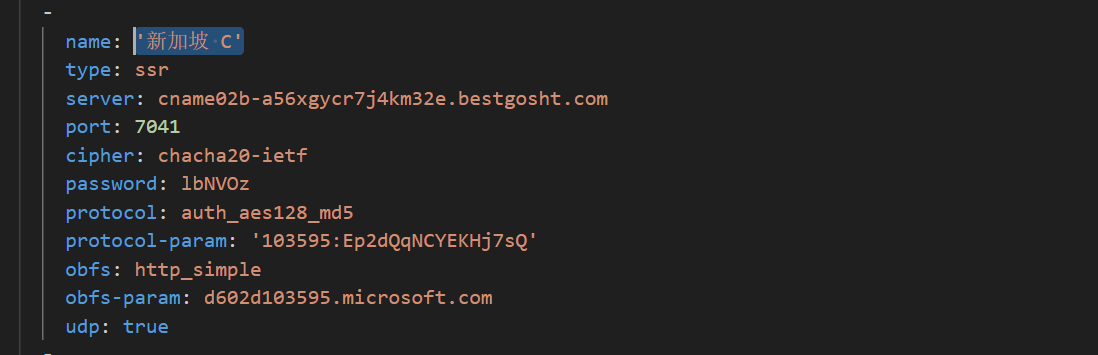 -
name: '新加坡 C'
type: ssr
server: cname02b-a56xgycr7j4km32e.bestgosht.com
port: 7041
cipher: chacha20-ietf
password: lbNVOz
protocol: auth_aes128_md5
protocol-param: '103595:Ep2dQqNCYEKHj7sQ'
obfs: http_simple
obfs-param: d602d103595.microsoft.com
udp: true
-